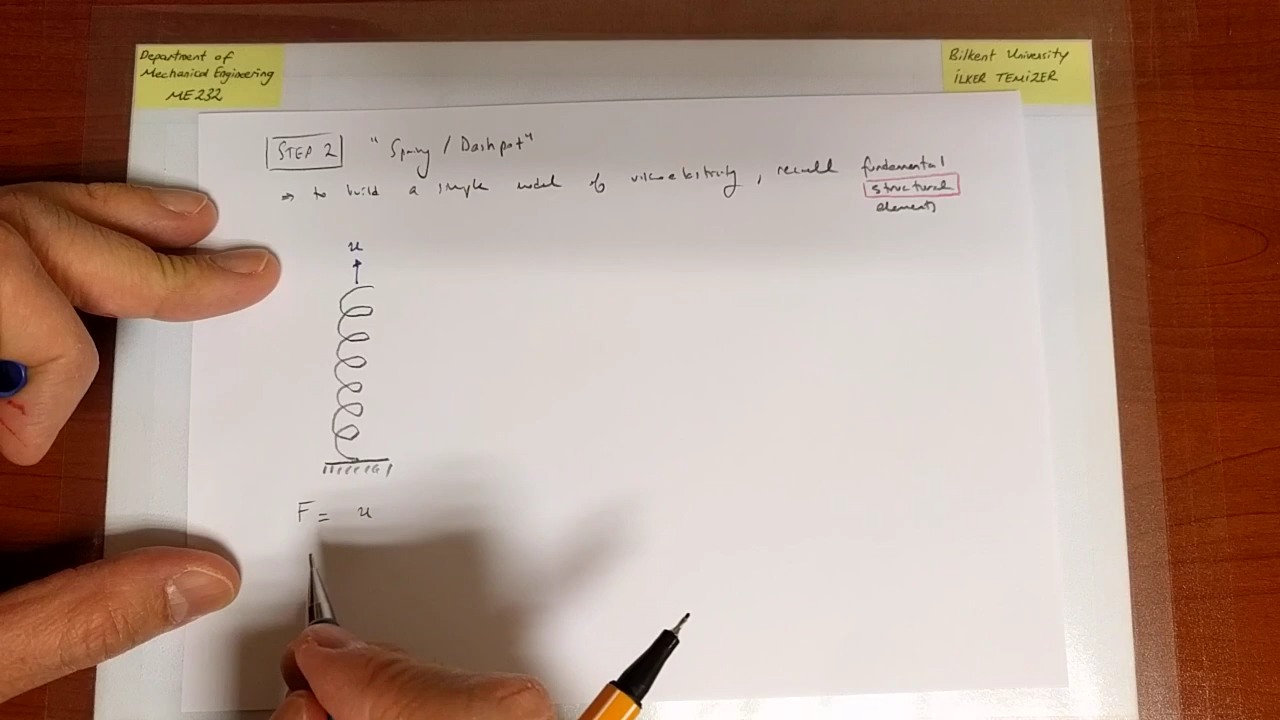 Department of
Mechanical Engineering
ME232
Bilkent University
İLKER TEMİZER
STEP 2 "Spring / Dashpot"
⇒ to build a simple model of viscoelasticity, recall fundamental
structural
elements
u
F = u